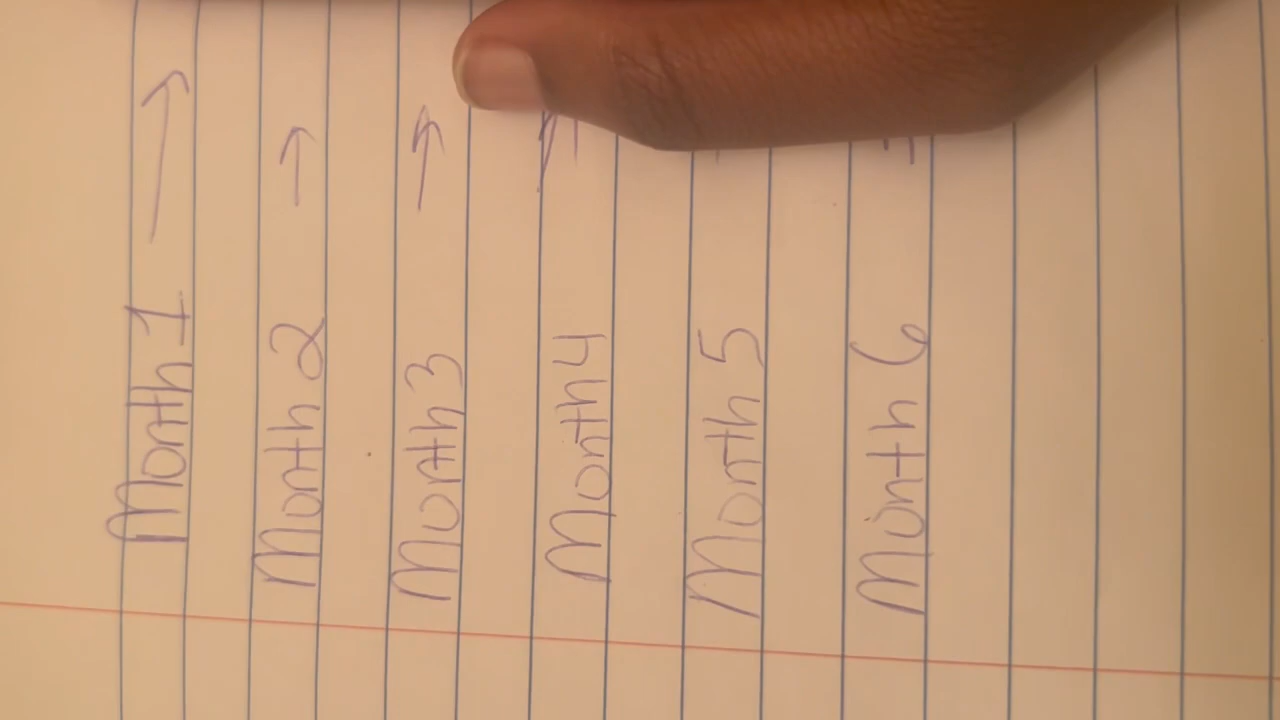 Month 1 →
Month 2 →
Month 3 →
Month 4
Month 5
Month 6